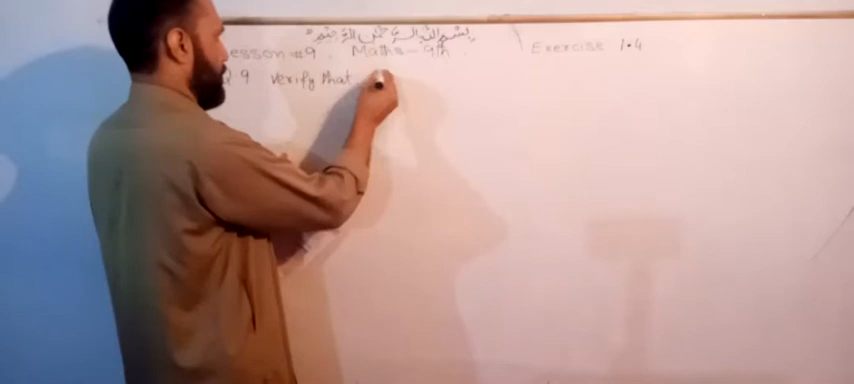 بسم الله الرحمن الرحيم
esson #9. Maths - 9th. Exercise 1.4
9 Verify that